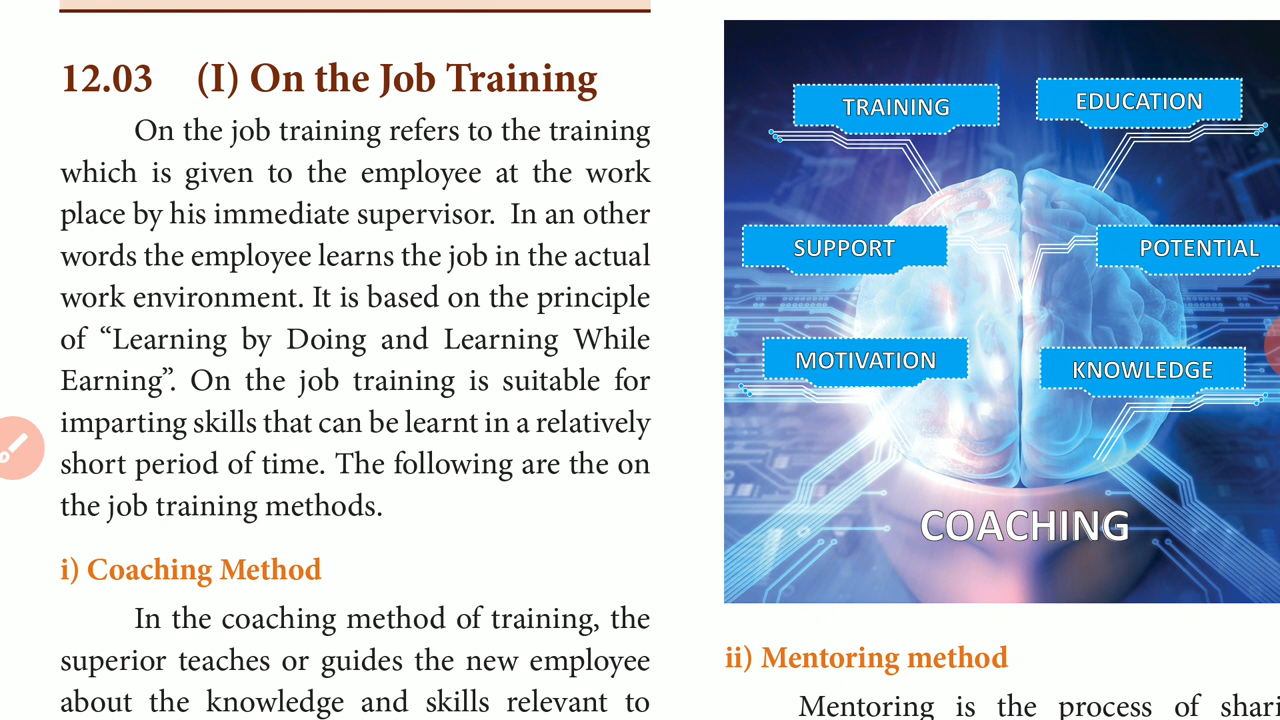 12.03 (I) On the Job Training
On the job training refers to the training
which is given to the employee at the work
place by his immediate supervisor. In an other
words the employee learns the job in the actual
work environment. It is based on the principle
of “Learning by Doing and Learning While
Earning”. On the job training is suitable for
imparting skills that can be learnt in a relatively
short period of time. The following are the on
the job training methods.
i) Coaching Method
In the coaching method of training, the
superior teaches or guides the new employee
about the knowledge and skills relevant to
TRAINING
EDUCATION
SUPPORT
POTENTIAL
MOTIVATION
KNOWLEDGE
COACHING
ii) Mentoring method
Mentoring is the process of